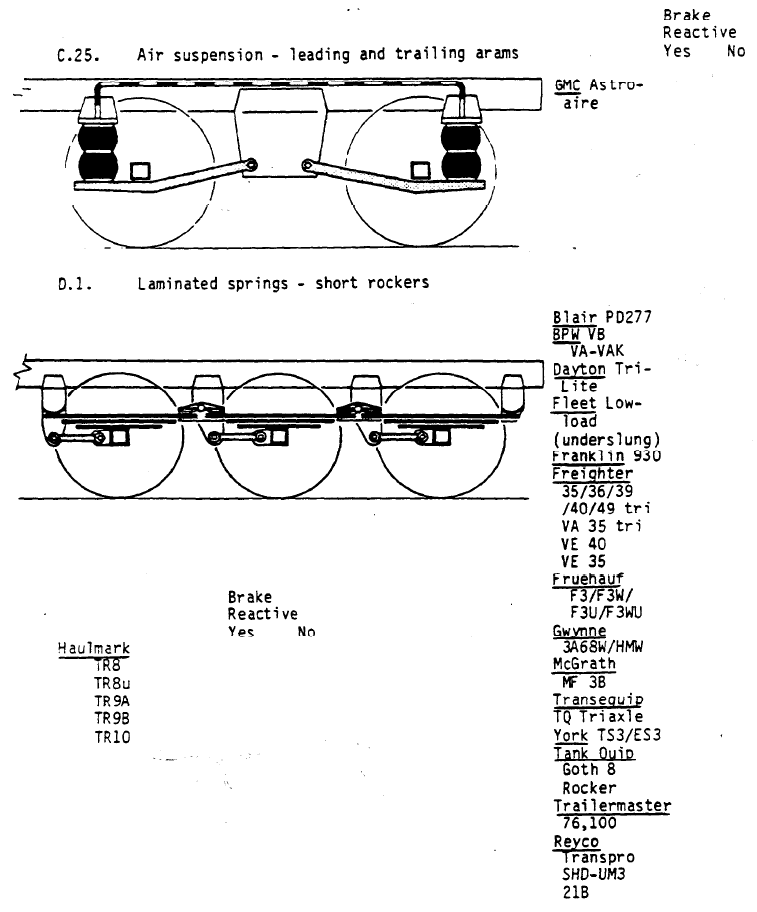 Brake
Reactive
Yes No
C.25. Air suspension - leading and trailing arams
GMC Astro-
aire
D.1. Laminated springs - short rockers
Blair PD277
BPW VB
VA-VAK
Dayton Tri-
Lite
Fleet Low-
load
(underslung)
Franklin 930
Freighter
35/36/39
/40/49 tri
VA 35 tri
VE 40
VE 35
Fruehauf
F3/F3W/
F3U/F3WU
Gwynne
3A68W/HMW
McGrath
MF 3B
Transequip
TQ Triaxle
York TS3/ES3
Tank Quip
Goth 8
Rocker
Trailermaster
76,100
Reyco
Transpro
SHD-UM3
21B
Brake
Reactive
Yes No
Haulmark
TR8
TR8u
TR9A
TR9B
TR10